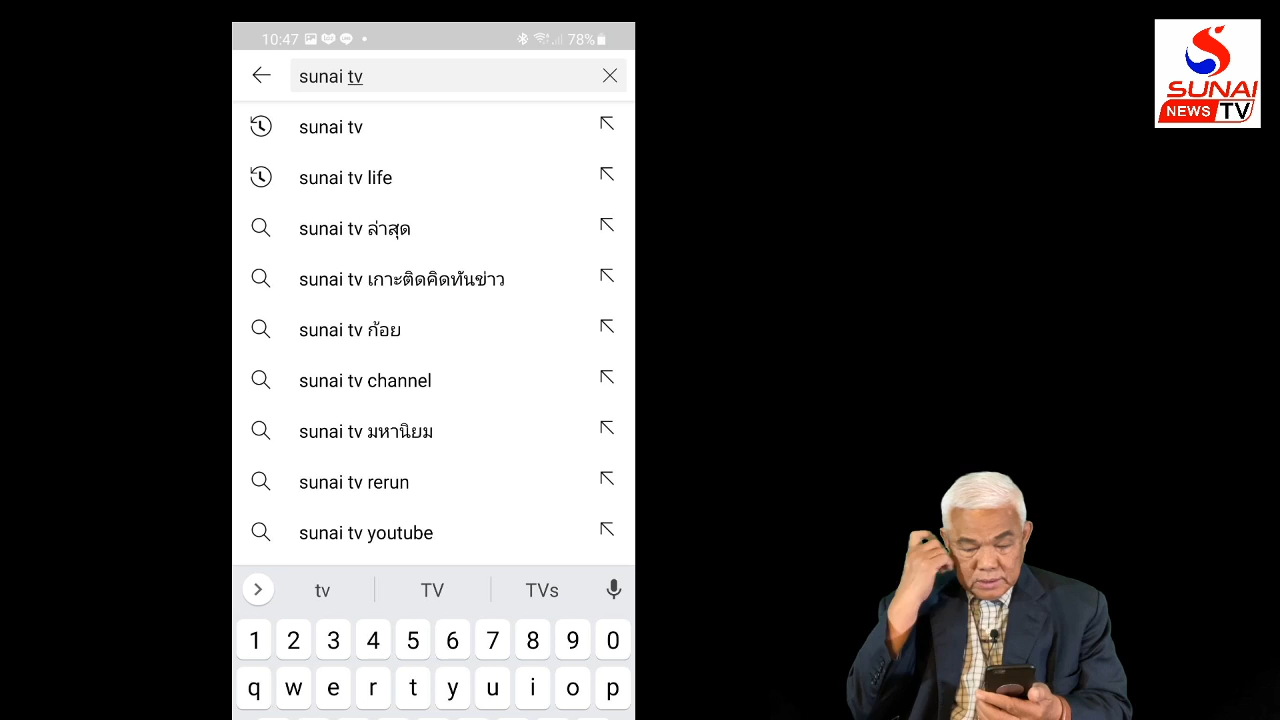 10:47
78%
sunai tv
sunai tv
sunai tv life
sunai tv ล่าสุด
sunai tv เกาะติดคิดทันข่าว
sunai tv ก้อย
sunai tv channel
sunai tv มหานิยม
sunai tv rerun
sunai tv youtube
tv TV TVs
1 2 3 4 5 6 7 8 9 0
q w e r t y u i o p
SUNAI
NEWS TV